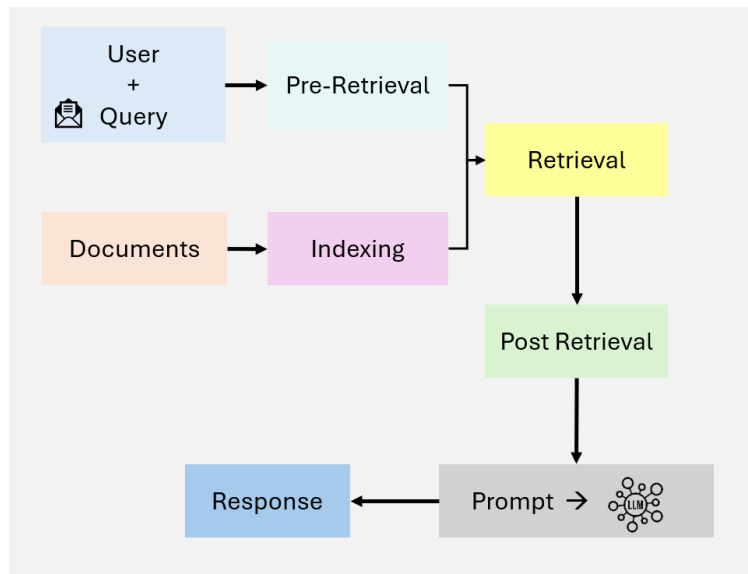 User
+
Query
Pre-Retrieval
Retrieval
Documents
Indexing
Post Retrieval
Response
Prompt →
LLM